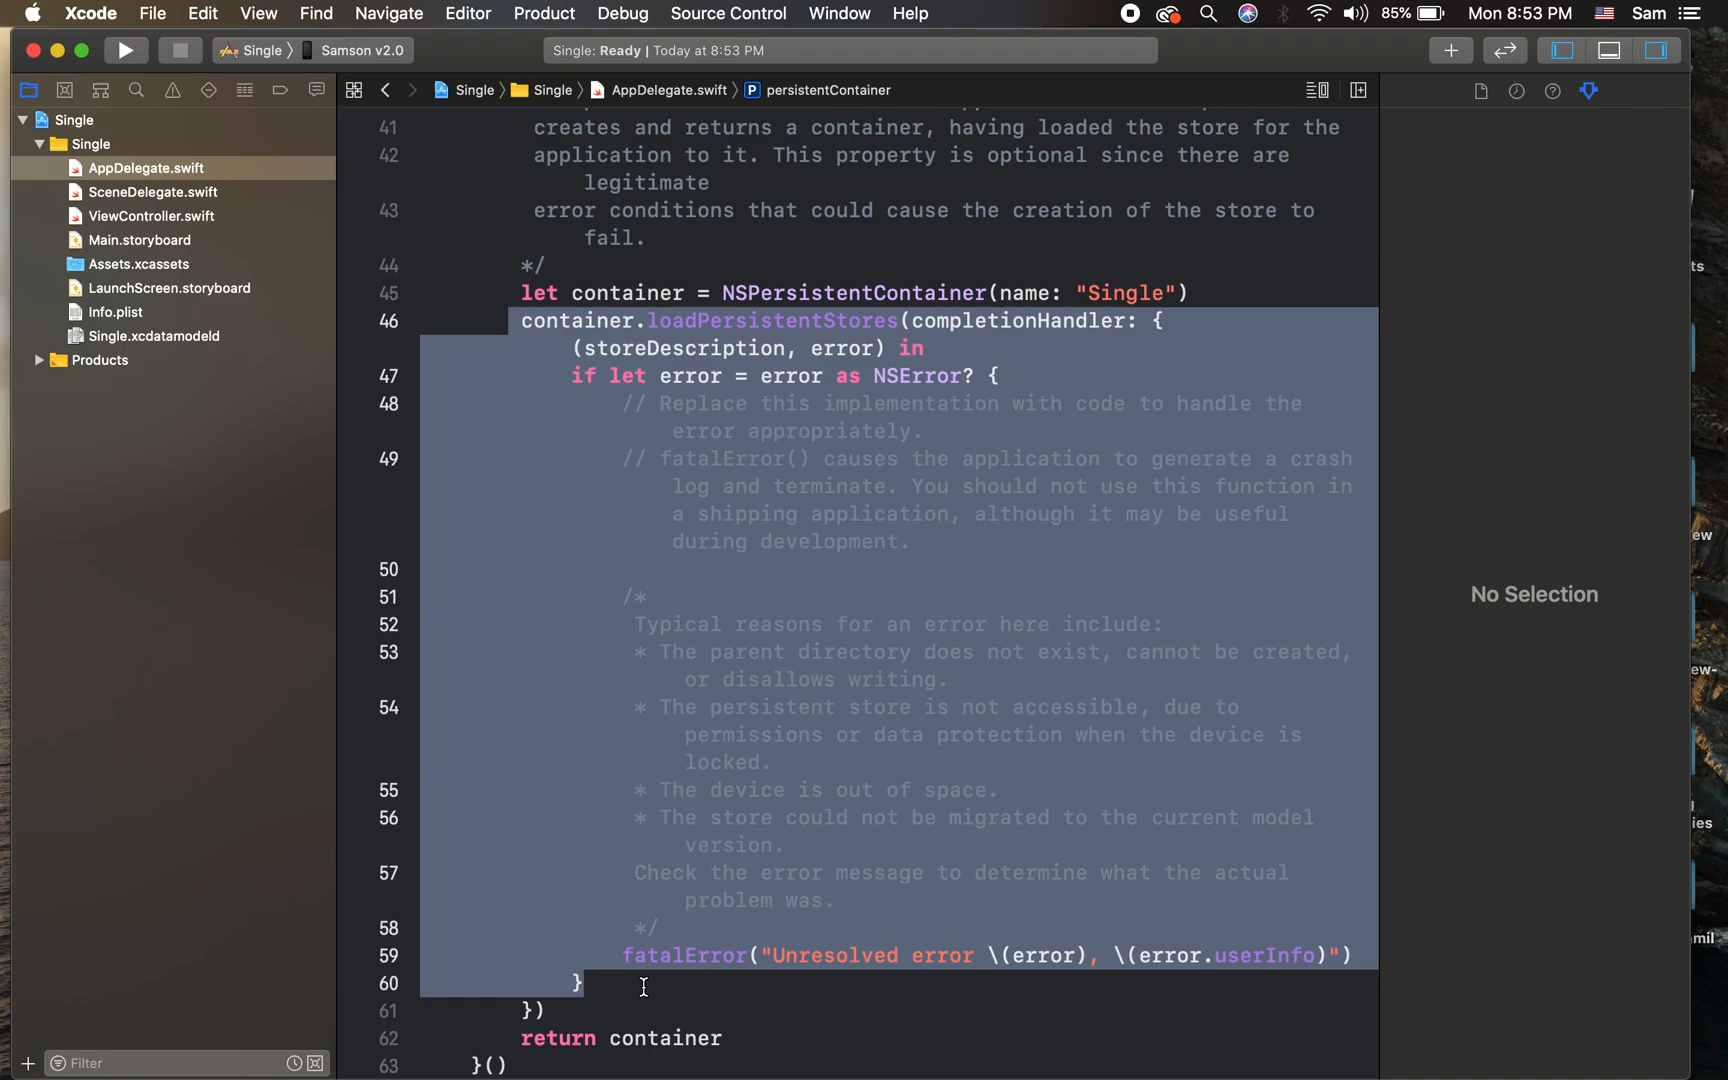 Xcode File Edit View Find Navigate Editor Product Debug Source Control Window Help 85% Mon 8:53 PM Sam
Single 〉 Samson v2.0 Single: Ready | Today at 8:53 PM
Single 〉 Single 〉 AppDelegate.swift 〉 P persistentContainer
Single
Single
AppDelegate.swift
SceneDelegate.swift
ViewController.swift
Main.storyboard
Assets.xcassets
LaunchScreen.storyboard
Info.plist
Single.xcdatamodeld
Products
Filter
41 creates and returns a container, having loaded the store for the
42 application to it. This property is optional since there are
legitimate
43 error conditions that could cause the creation of the store to
fail.
44 */
45 let container = NSPersistentContainer(name: "Single")
46 container.loadPersistentStores(completionHandler: {
(storeDescription, error) in
47 if let error = error as NSError? {
48 // Replace this implementation with code to handle the
error appropriately.
49 // fatalError() causes the application to generate a crash
log and terminate. You should not use this function in
a shipping application, although it may be useful
during development.
50
51 /*
52 Typical reasons for an error here include:
53 * The parent directory does not exist, cannot be created,
or disallows writing.
54 * The persistent store is not accessible, due to
permissions or data protection when the device is
locked.
55 * The device is out of space.
56 * The store could not be migrated to the current model
version.
57 Check the error message to determine what the actual
problem was.
58 */
59 fatalError("Unresolved error \(error), \(error.userInfo)")
60 }
61 })
62 return container
63 }()
No Selection
ts
ew
ew-
ies
mil